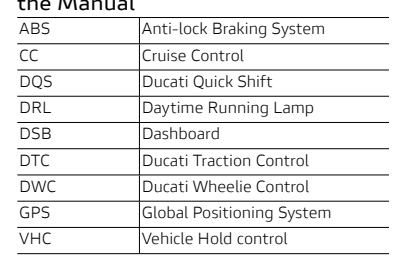 the Manual
ABS Anti-lock Braking System
CC Cruise Control
DQS Ducati Quick Shift
DRL Daytime Running Lamp
DSB Dashboard
DTC Ducati Traction Control
DWC Ducati Wheelie Control
GPS Global Positioning System
VHC Vehicle Hold control